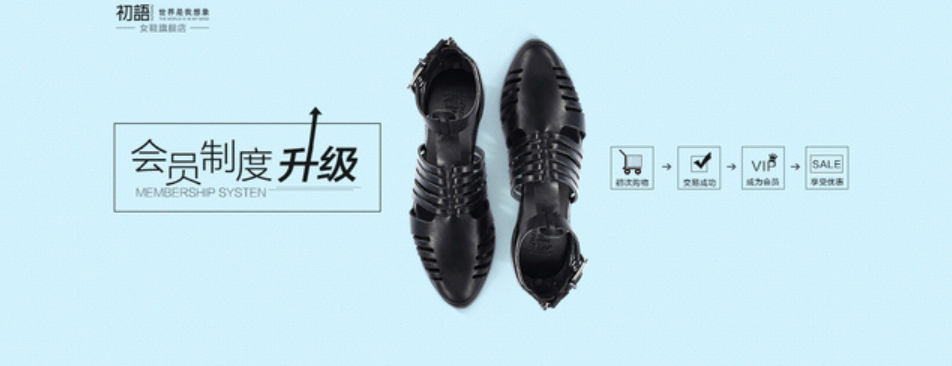 初語
世界是我想象
女鞋旗舰店
会员制度升级
MEMBERSHIP SYSTEN
初次购物
交易成功
VIP
成为会员
SALE
享受优惠